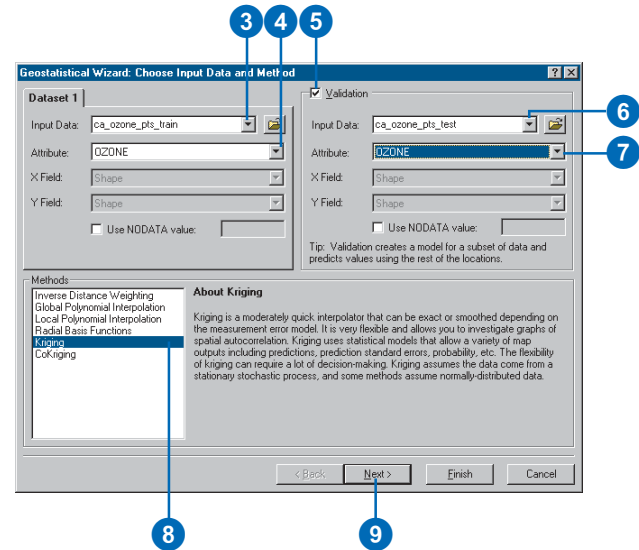 3 4 5
Geostatistical Wizard: Choose Input Data and Method
Dataset 1
Input Data: ca_ozone_pts_train
Attribute: OZONE
X Field: Shape
Y Field: Shape
Use NODATA value:
Validation
Input Data: ca_ozone_pts_test
6
Attribute: OZONE
7
X Field: Shape
Y Field: Shape
Use NODATA value:
Tip: Validation creates a model for a subset of data and
predicts values using the rest of the locations.
Methods
Inverse Distance Weighting
Global Polynomial Interpolation
Local Polynomial Interpolation
Radial Basis Functions
Kriging
CoKriging
About Kriging
Kriging is a moderately quick interpolator that can be exact or smoothed depending on
the measurement error model. It is very flexible and allows you to investigate graphs of
spatial autocorrelation. Kriging uses statistical models that allow a variety of map
outputs including predictions, prediction standard errors, probability, etc. The flexibility
of kriging can require a lot of decision-making. Kriging assumes the data come from a
stationary stochastic process, and some methods assume normally-distributed data.
< Back Next > Finish Cancel
8 9